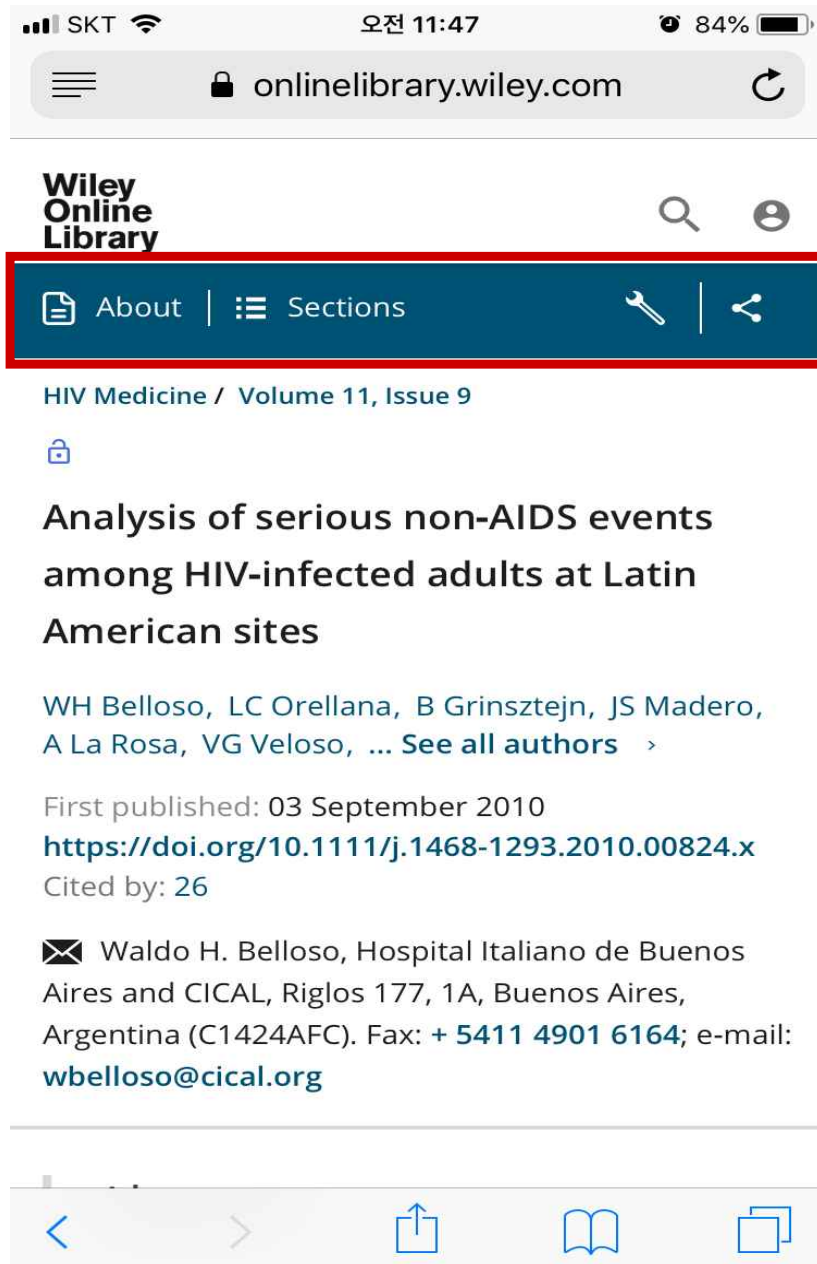 SKT 오전 11:47 84%
onlinelibrary.wiley.com
Wiley
Online
Library
About Sections
HIV Medicine / Volume 11, Issue 9
Analysis of serious non-AIDS events
among HIV-infected adults at Latin
American sites
WH Belloso, LC Orellana, B Grinsztejn, JS Madero,
A La Rosa, VG Veloso, ... See all authors ›
First published: 03 September 2010
https://doi.org/10.1111/j.1468-1293.2010.00824.x
Cited by: 26
Waldo H. Belloso, Hospital Italiano de Buenos
Aires and CICAL, Riglos 177, 1A, Buenos Aires,
Argentina (C1424AFC). Fax: + 5411 4901 6164; e-mail:
wbelloso@cical.org